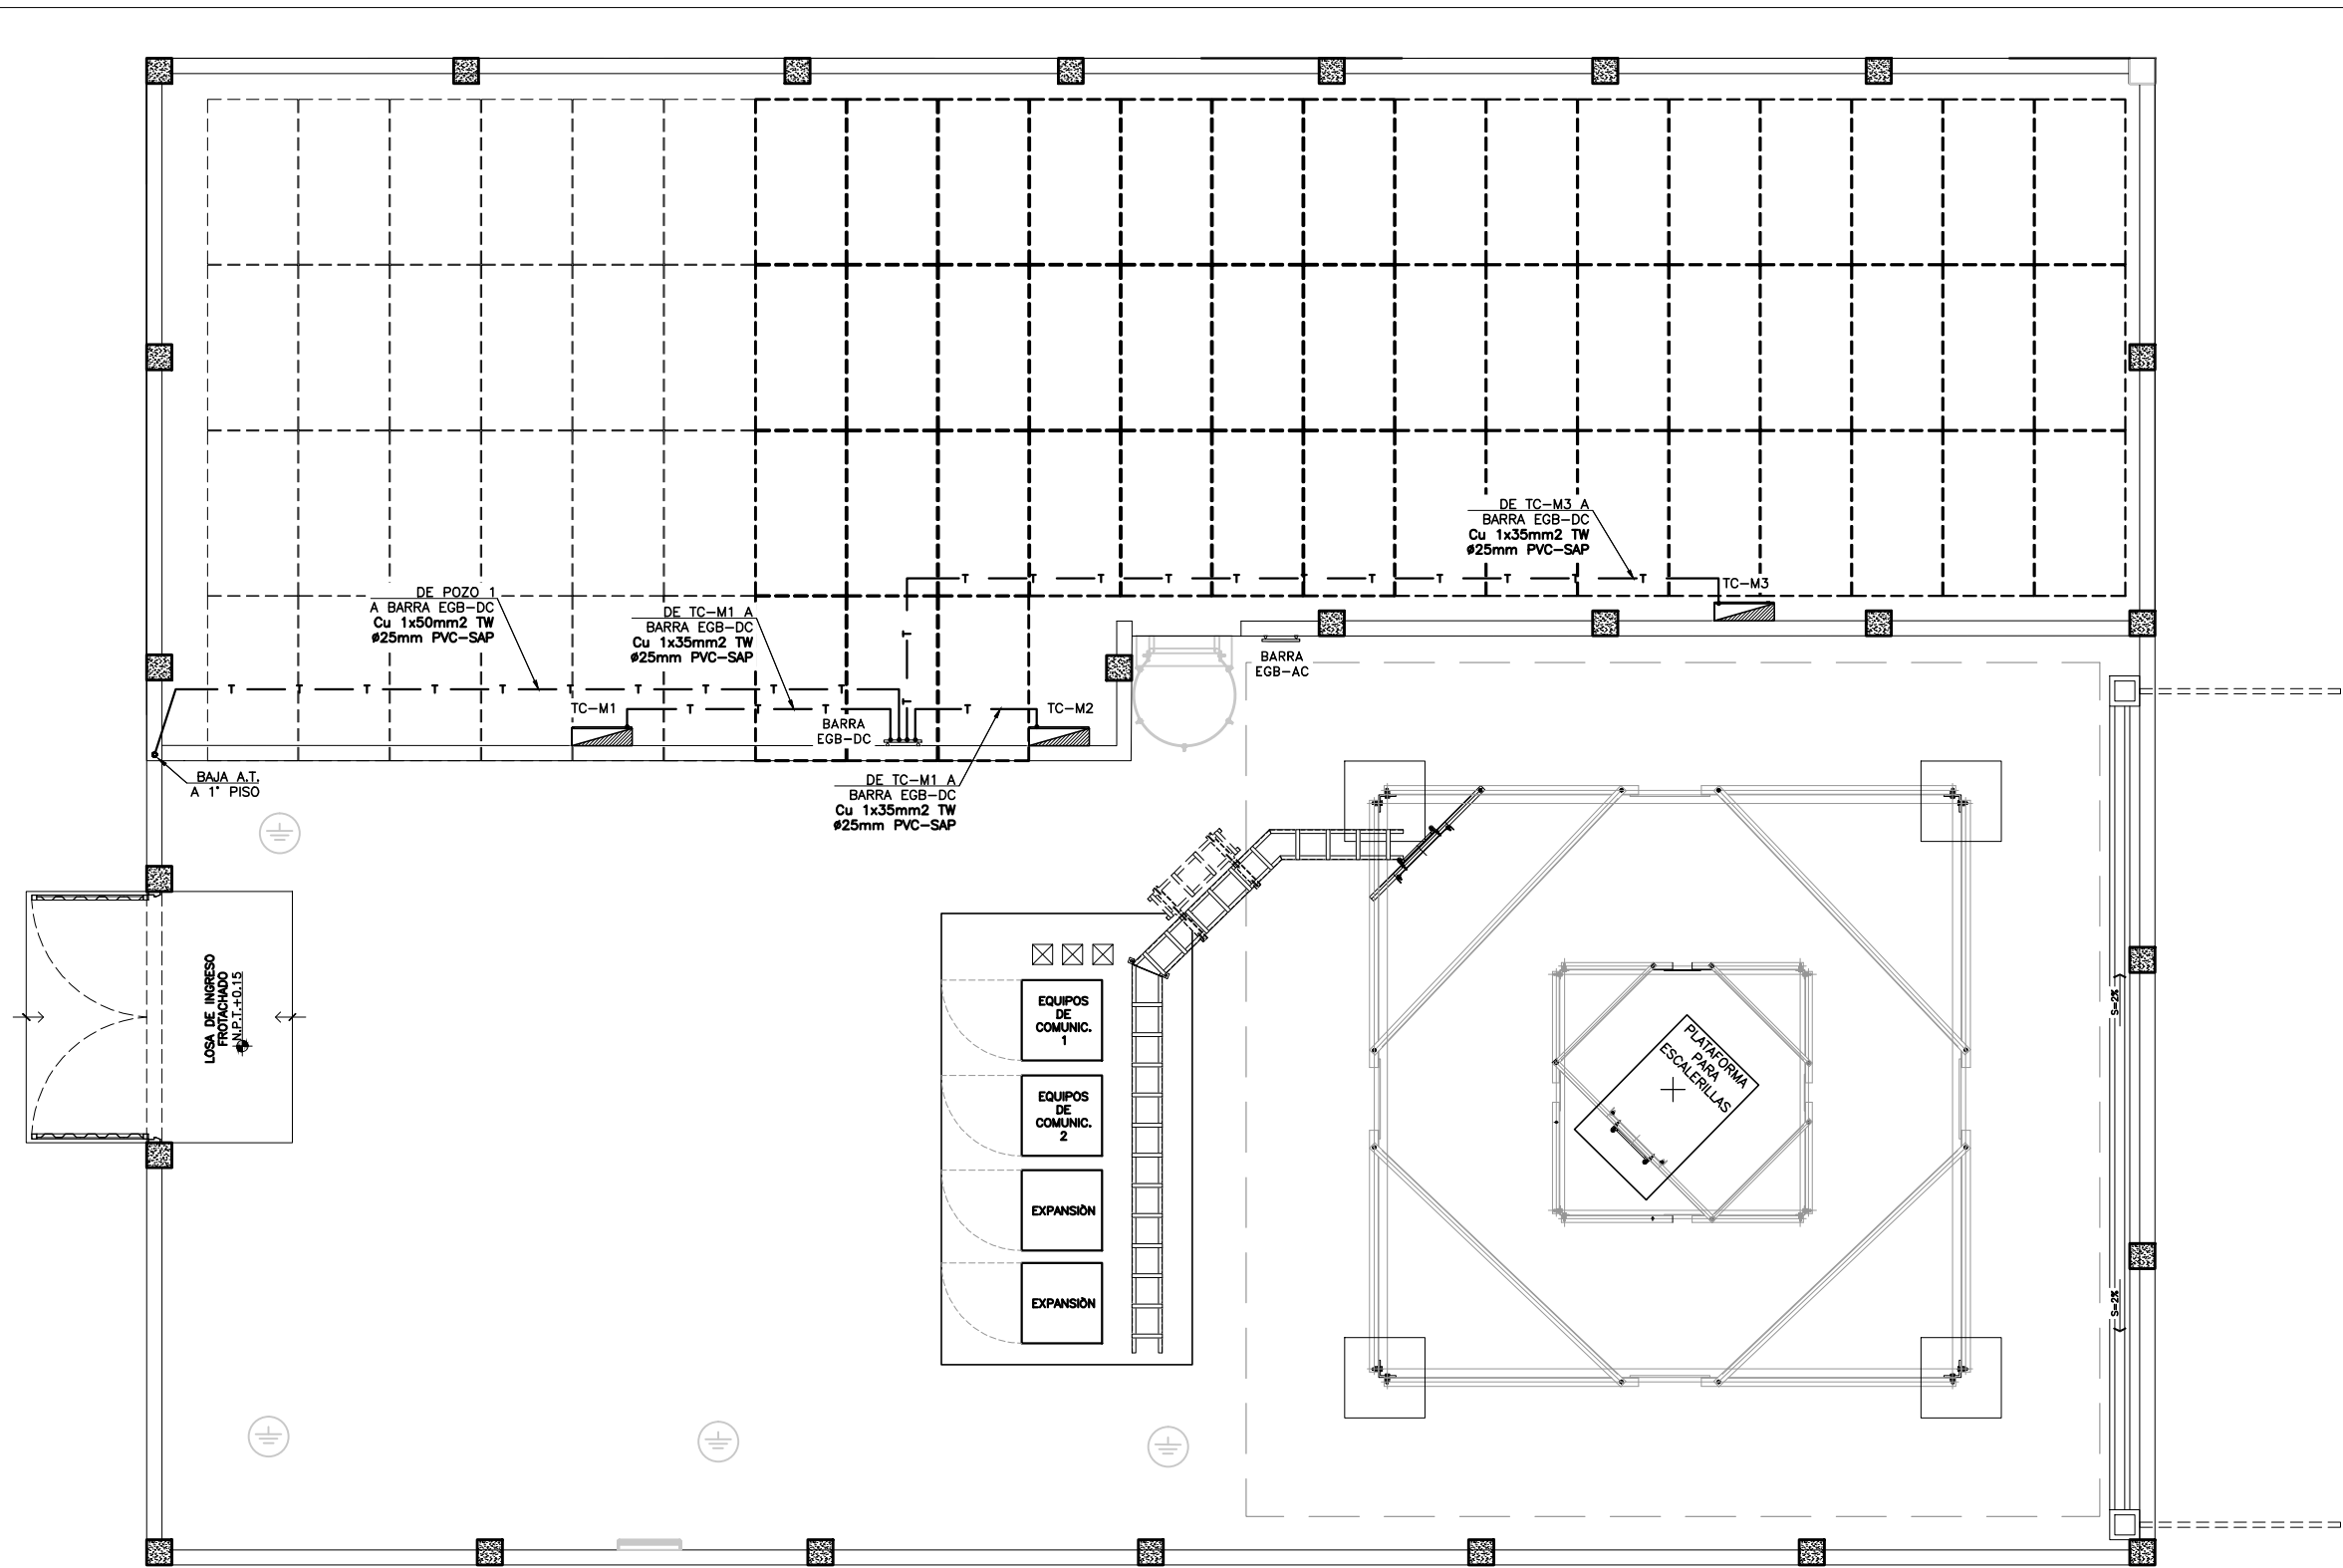 DE TC-M3 A
BARRA EGB-DC
Cu 1x35mm2 TW
ø25mm PVC-SAP
T T T T T T T T T T T
TC-M3
DE POZO 1
A BARRA EGB-DC
Cu 1x50mm2 TW
ø25mm PVC-SAP
DE TC-M1 A
BARRA EGB-DC
Cu 1x35mm2 TW
ø25mm PVC-SAP
T
BARRA
EGB-AC
T T T T T T T T T T
T
TC-M1
T T T
T
TC-M2
BARRA
EGB-DC
BAJA A.T.
A 1° PISO
DE TC-M1 A
BARRA EGB-DC
Cu 1x35mm2 TW
ø25mm PVC-SAP
LOSA DE INGRESO
FROTACHADO
N.P.T.+0.15
EQUIPOS
DE
COMUNIC.
1
EQUIPOS
DE
COMUNIC.
2
EXPANSIÒN
EXPANSIÒN
PLATAFORMA
PARA
ESCALERILLAS
S=2%
S=2%